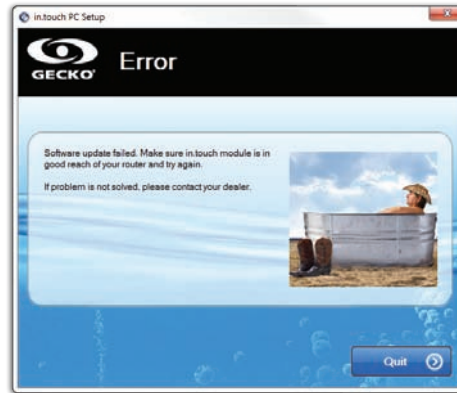 in.touch PC Setup
GECKO
Error
Software update failed. Make sure in.touch module is in
good reach of your router and try again.
If problem is not solved, please contact your dealer.
Quit